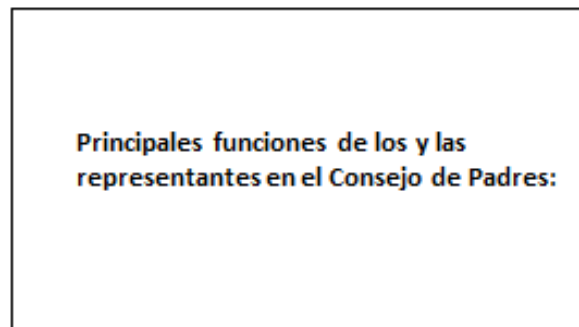 Principales funciones de los y las
representantes en el Consejo de Padres: